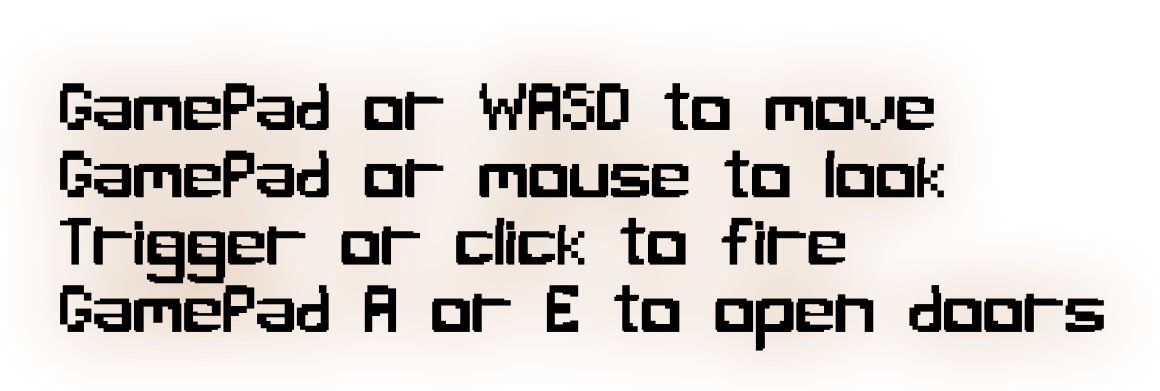 GamePad or WASD to move
GamePad or mouse to look
Trigger or click to fire
GamePad A or E to open doors